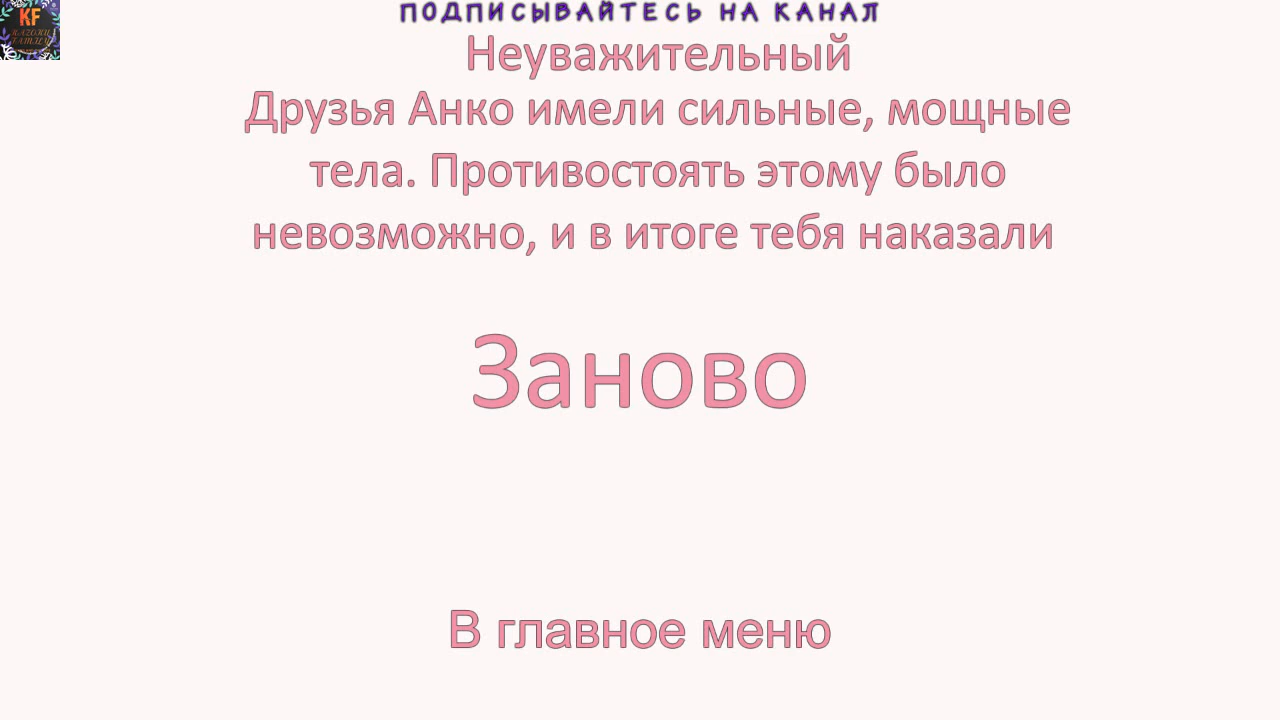 ПОДПИСЫВАЙТЕСЬ НА КАНАЛ
KF
Неуважительный
Друзья Анко имели сильные, мощные
тела. Противостоять этому было
невозможно, и в итоге тебя наказали
Заново
В главное меню